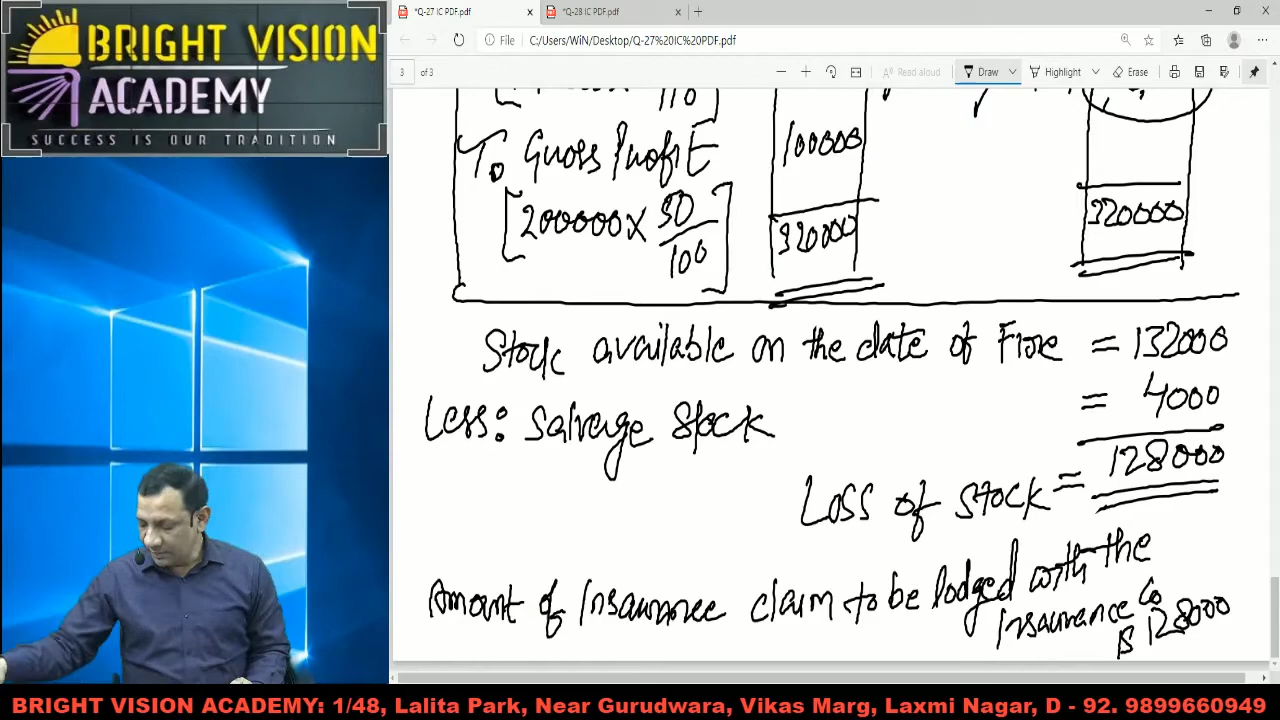 *Q-27 IC PDF.pdf
*Q-28 IC PDF.pdf
File C:/Users/WiN/Desktop/Q-27%20IC%20PDF.pdf
3 of 3
Read aloud Draw Highlight Erase
BRIGHT VISION
ACADEMY
SUCCESS IS OUR TRADITION
110
To Gross Profit 100000
[200000 × 50/100] 320000 320000
Stock available on the date of Fire = 132000
Less: Salvage Stock = 4000
Loss of stock = 128000
Amount of Insurance claim to be lodged with the
Insurance Co
is 128000
BRIGHT VISION ACADEMY: 1/48, Lalita Park, Near Gurudwara, Vikas Marg, Laxmi Nagar, D - 92. 9899660949